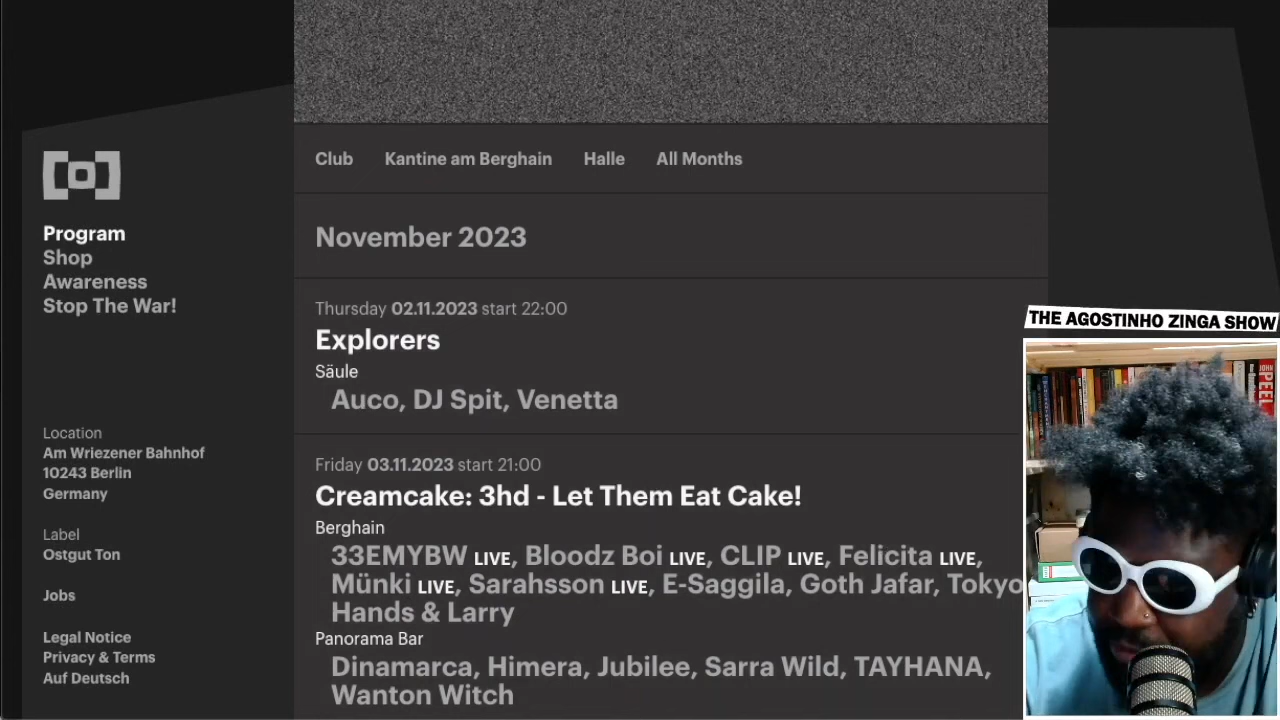 Club Kantine am Berghain Halle All Months
Program
Shop
Awareness
Stop The War!
November 2023
Thursday 02.11.2023 start 22:00
Explorers
Säule
Auco, DJ Spit, Venetta
Friday 03.11.2023 start 21:00
Creamcake: 3hd - Let Them Eat Cake!
Berghain
33EMYBW LIVE, Bloodz Boi LIVE, CLIP LIVE, Felicita LIVE,
Münki LIVE, Sarahsson LIVE, E-Saggila, Goth Jafar, Tokyo
Hands & Larry
Panorama Bar
Dinamarca, Himera, Jubilee, Sarra Wild, TAYHANA,
Wanton Witch
Location
Am Wriezener Bahnhof
10243 Berlin
Germany
Label
Ostgut Ton
Jobs
Legal Notice
Privacy & Terms
Auf Deutsch
THE AGOSTINHO ZINGA SHOW
JOHN
PEEL